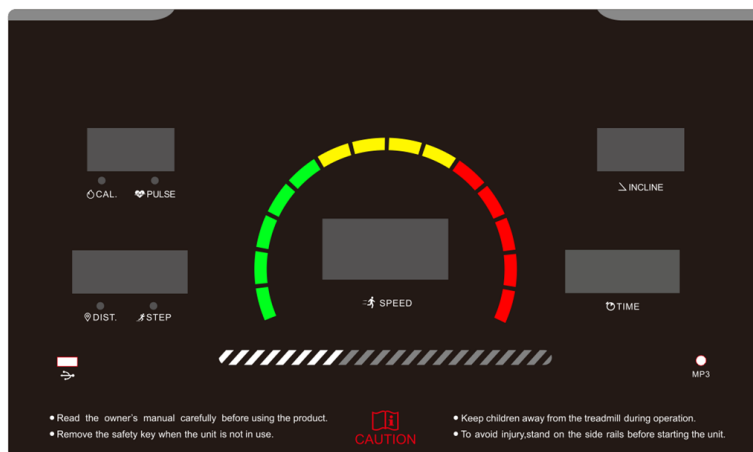 CAL. PULSE
INCLINE
SPEED
DIST. STEP
TIME
MP3
Read the owner's manual carefully before using the product.
Remove the safety key when the unit is not in use.
CAUTION
Keep children away from the treadmill during operation.
To avoid injury,stand on the side rails before starting the unit.